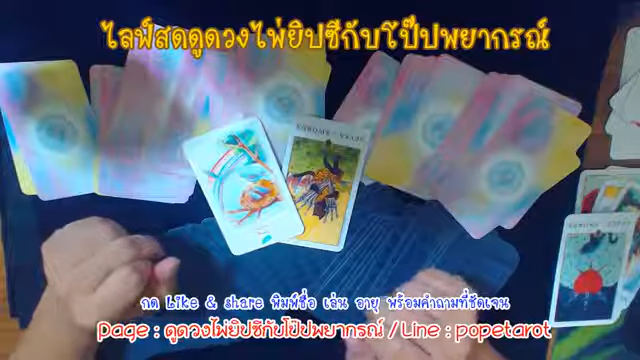 ไลฟ์สดดูดวงไพ่ยิปซีกับโป๊ปพยากรณ์
กด Like & share พิมพ์ชื่อ เล่น อายุ พร้อมคำถามที่ชัดเจน
Page : ดูดวงไพ่ยิปซีกับโป๊ปพยากรณ์ / Line : popetarot